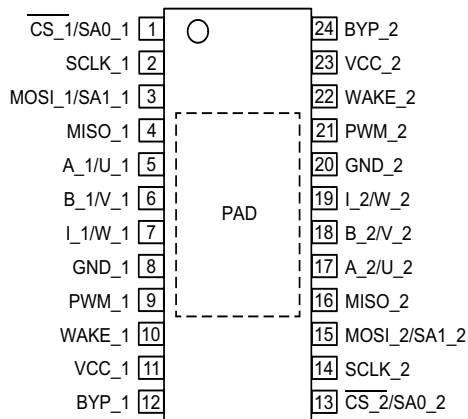 CS_1/SA0_1 1
SCLK_1 2
MOSI_1/SA1_1 3
MISO_1 4
A_1/U_1 5
B_1/V_1 6
I_1/W_1 7
GND_1 8
PWM_1 9
WAKE_1 10
VCC_1 11
BYP_1 12
PAD
24 BYP_2
23 VCC_2
22 WAKE_2
21 PWM_2
20 GND_2
19 I_2/W_2
18 B_2/V_2
17 A_2/U_2
16 MISO_2
15 MOSI_2/SA1_2
14 SCLK_2
13 CS_2/SA0_2